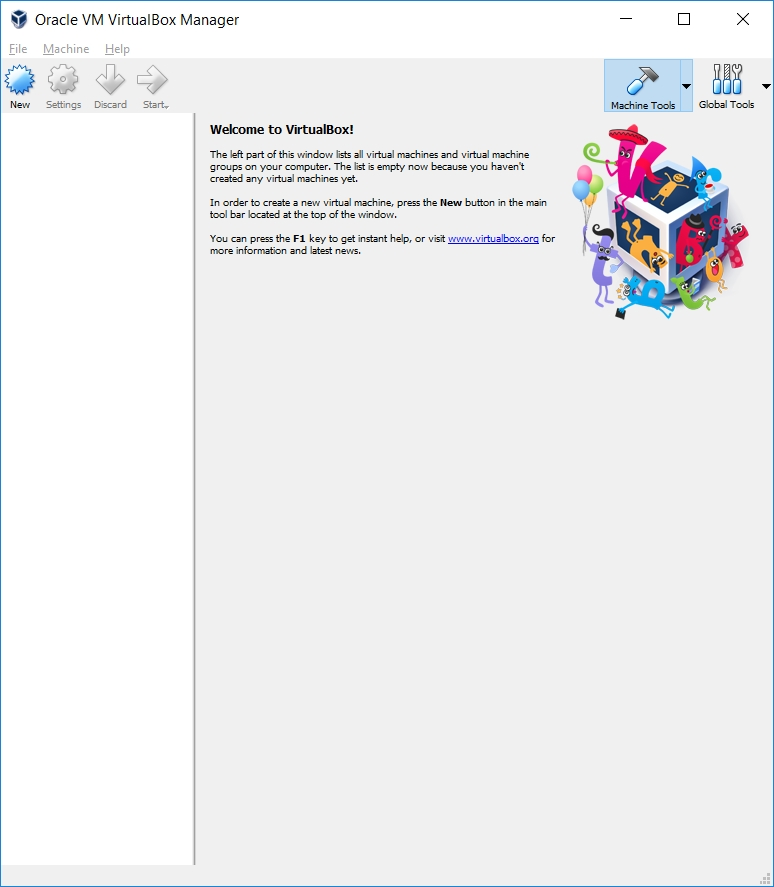 Oracle VM VirtualBox Manager
File Machine Help
New Settings Discard Start Machine Tools Global Tools
Welcome to VirtualBox!
The left part of this window lists all virtual machines and virtual machine
groups on your computer. The list is empty now because you haven't
created any virtual machines yet.
In order to create a new virtual machine, press the New button in the main
tool bar located at the top of the window.
You can press the F1 key to get instant help, or visit www.virtualbox.org for
more information and latest news.